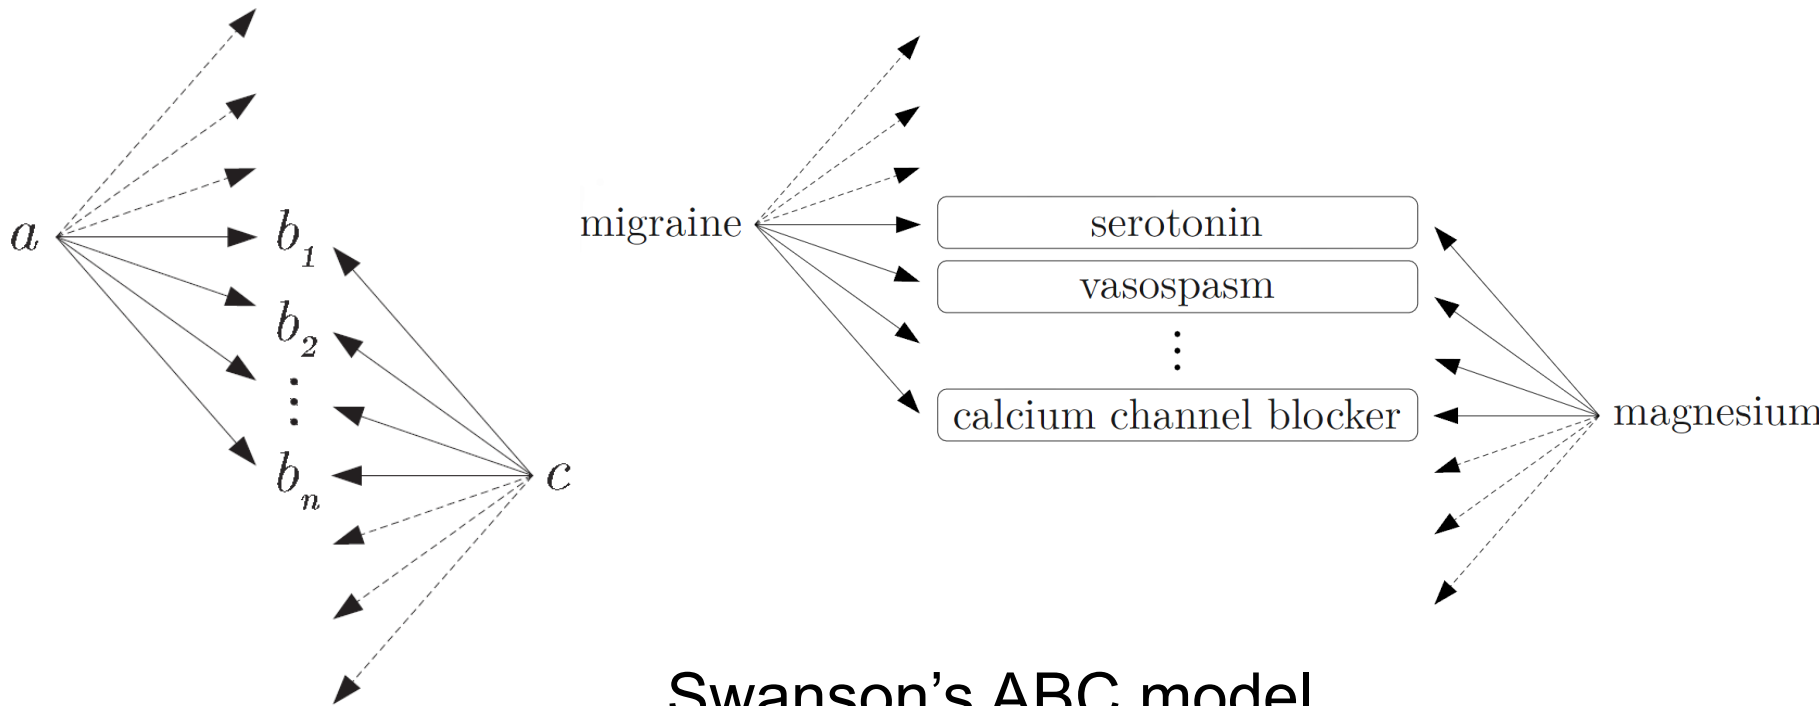 a
b1
b2
⋮
bn
c
migraine
serotonin
vasospasm
⋮
calcium channel blocker
magnesium
Swanson's ABC model